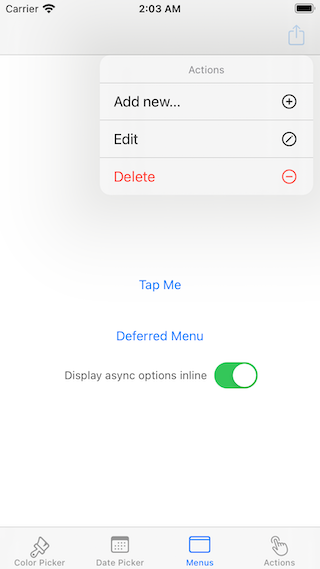 Carrier 2:03 AM
Actions
Add new...
Edit
Delete
Tap Me
Deferred Menu
Display async options inline
Color Picker Date Picker Menus Actions